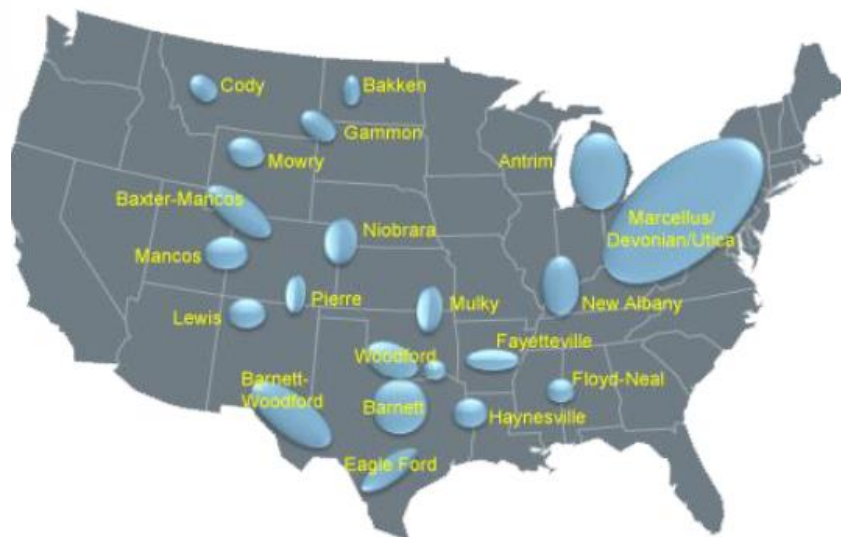 Cody
Bakken
Gammon
Mowry
Antrim
Baxter-Mancos
Niobrara
Marcellus/
Devonian/Utica
Mancos
Pierre
Mulky
New Albany
Lewis
Fayetteville
Woodford
Barnett-
Woodford
Floyd-Neal
Barnett
Haynesville
Eagle Ford